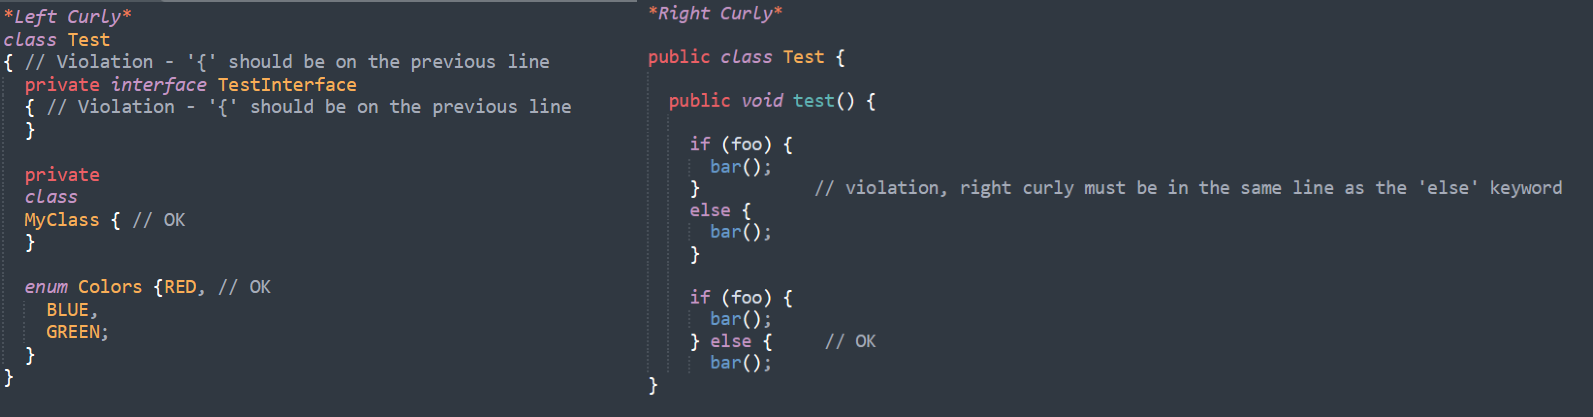 *Left Curly*
class Test
{ // Violation - '{' should be on the previous line
  private interface TestInterface
  { // Violation - '{' should be on the previous line
  }

  private
  class
  MyClass { // OK
  }

  enum Colors {RED, // OK
    BLUE,
    GREEN;
  }
}
*Right Curly*

public class Test {

  public void test() {

    if (foo) {
      bar();
    }           // violation, right curly must be in the same line as the 'else' keyword
    else {
      bar();
    }

    if (foo) {
      bar();
    } else {     // OK
      bar();
}